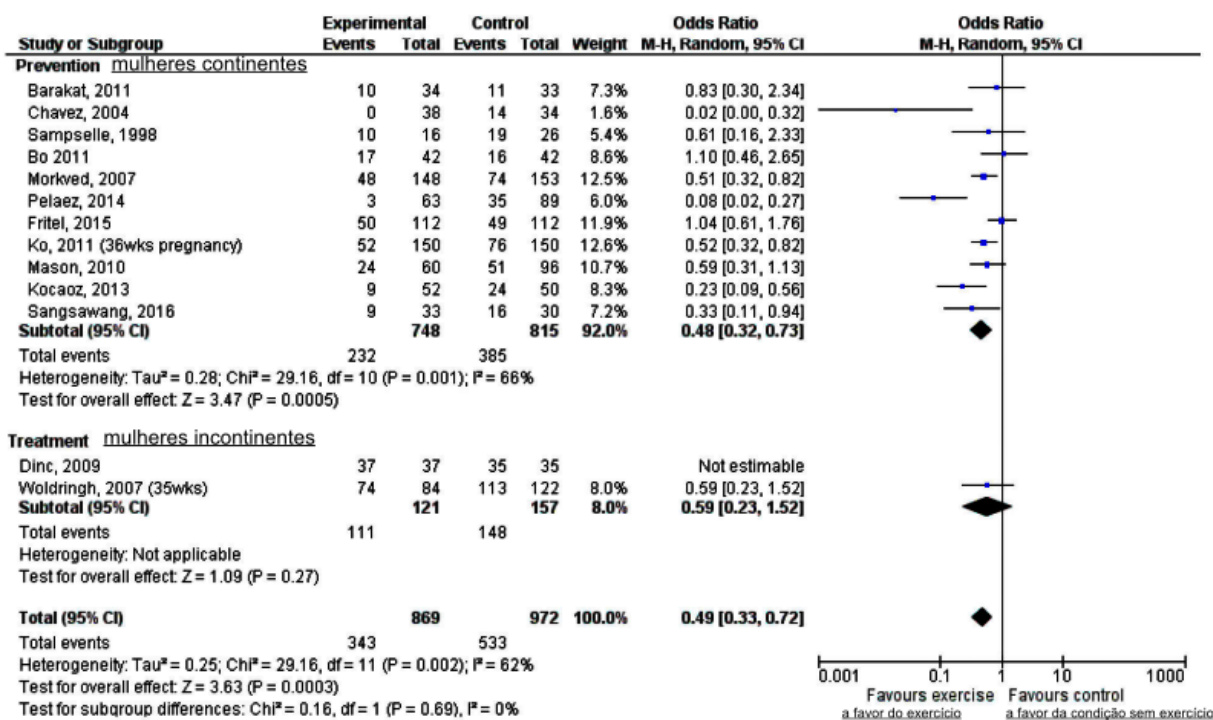 Experimental Control Odds Ratio Odds Ratio
Study or Subgroup Events Total Events Total Weight M-H, Random, 95% CI M-H, Random, 95% CI
Prevention mulheres continentes
Barakat, 2011 10 34 11 33 7.3% 0.83 [0.30, 2.34]
Chavez, 2004 0 38 14 34 1.6% 0.02 [0.00, 0.32]
Sampselle, 1998 10 16 19 26 5.4% 0.61 [0.16, 2.33]
Bo 2011 17 42 16 42 8.6% 1.10 [0.46, 2.65]
Morkved, 2007 48 148 74 153 12.5% 0.51 [0.32, 0.82]
Pelaez, 2014 3 63 35 89 6.0% 0.08 [0.02, 0.27]
Fritel, 2015 50 112 49 112 11.9% 1.04 [0.61, 1.76]
Ko, 2011 (36wks pregnancy) 52 150 76 150 12.6% 0.52 [0.32, 0.82]
Mason, 2010 24 60 51 96 10.7% 0.59 [0.31, 1.13]
Kocaoz, 2013 9 52 24 50 8.3% 0.23 [0.09, 0.56]
Sangsawang, 2016 9 33 16 30 7.2% 0.33 [0.11, 0.94]
Subtotal (95% CI) 748 815 92.0% 0.48 [0.32, 0.73]
Total events 232 385
Heterogeneity: Tau² = 0.28; Chi² = 29.16, df = 10 (P = 0.001); I² = 66%
Test for overall effect: Z = 3.47 (P = 0.0005)
Treatment mulheres incontinentes
Dinc, 2009 37 37 35 35 Not estimable
Woldringh, 2007 (35wks) 74 84 113 122 8.0% 0.59 [0.23, 1.52]
Subtotal (95% CI) 121 157 8.0% 0.59 [0.23, 1.52]
Total events 111 148
Heterogeneity: Not applicable
Test for overall effect: Z = 1.09 (P = 0.27)
Total (95% CI) 869 972 100.0% 0.49 [0.33, 0.72]
Total events 343 533
Heterogeneity: Tau² = 0.25; Chi² = 29.16, df = 11 (P = 0.002); I² = 62%
Test for overall effect: Z = 3.63 (P = 0.0003)
Test for subgroup differences: Chi² = 0.16, df = 1 (P = 0.69), I² = 0%
0.001 0.1 1 10 1000
Favours exercise Favours control
a favor do exercício a favor da condição sem exercício